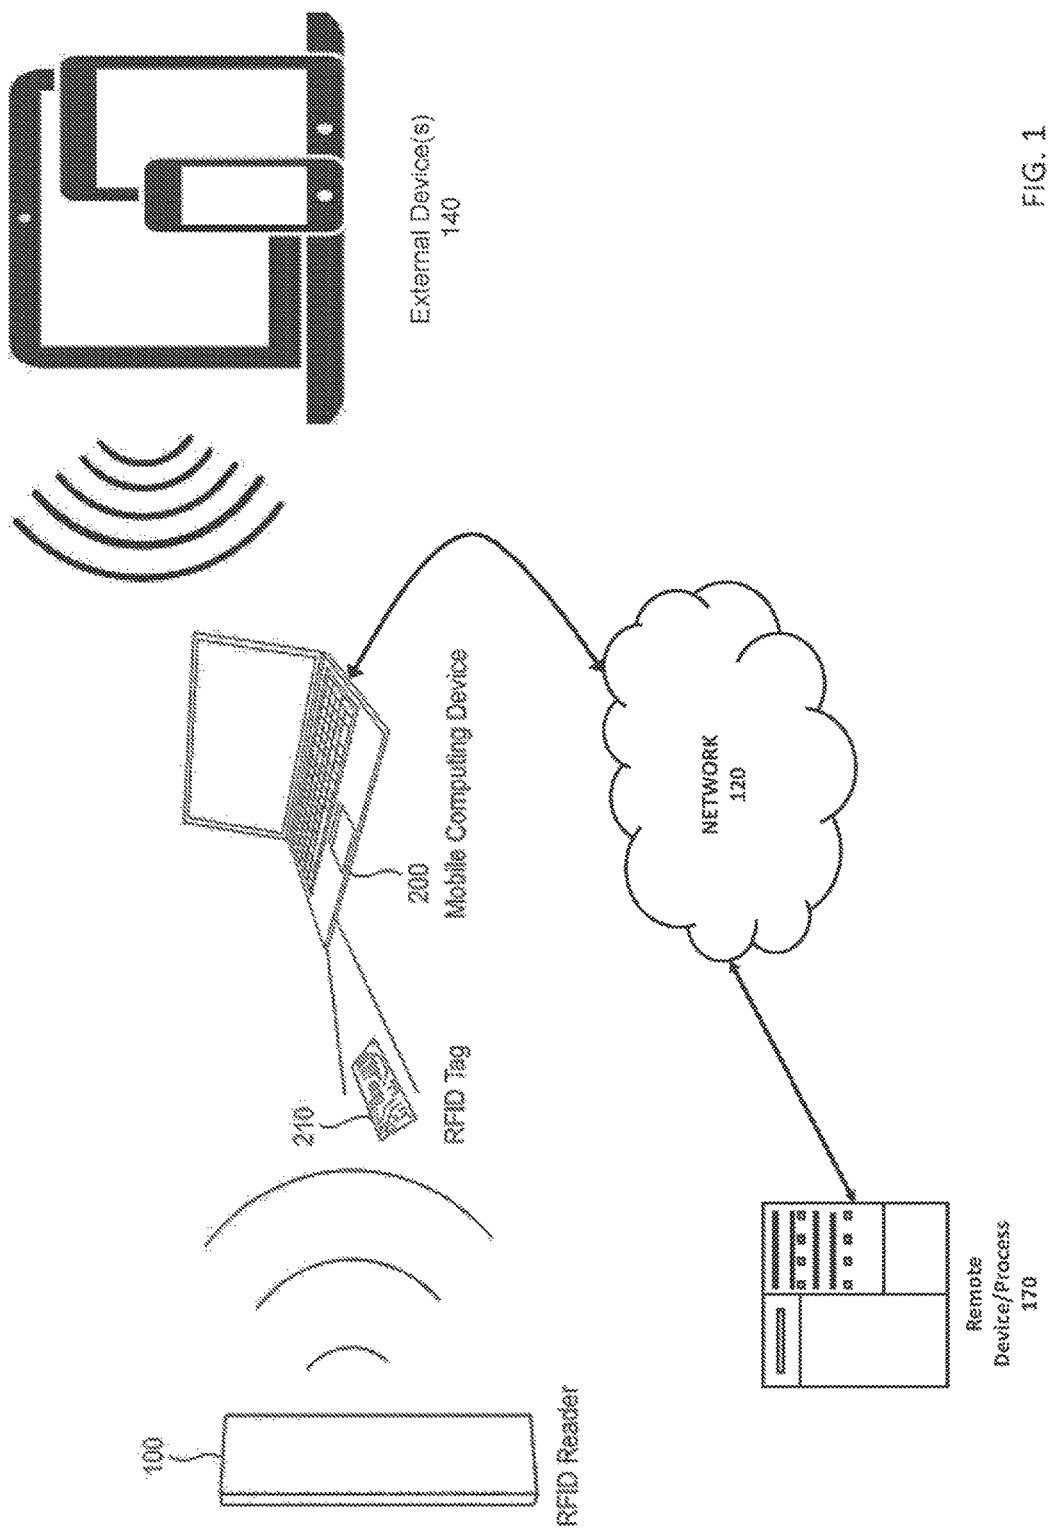 100
RFID Reader
210
RFID Tag
200
Mobile Computing Device
External Device(s)
140
NETWORK
120
Remote
Device/Process
170
FIG. 1